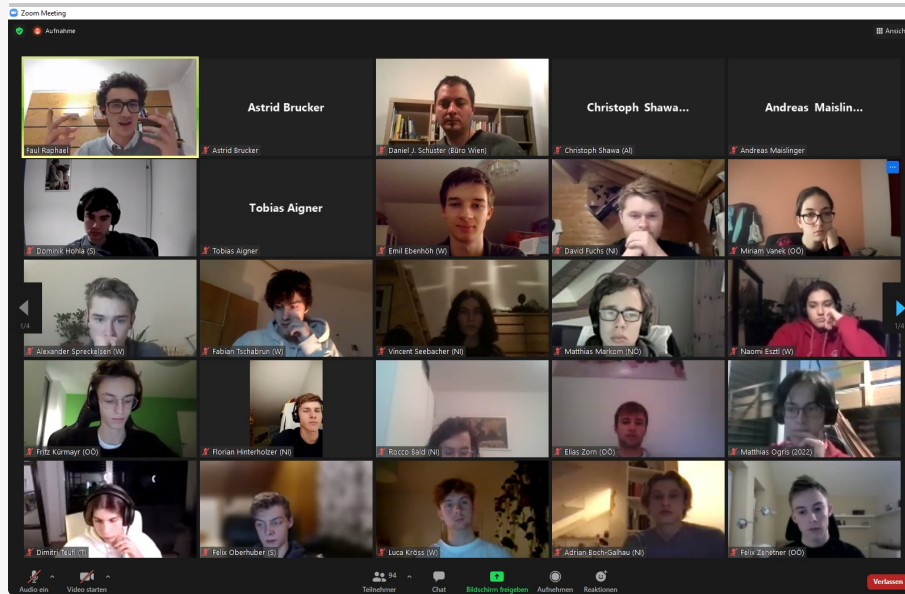 Zoom Meeting
Aufnahme
Ansich
Faul Raphael
Astrid Brucker
Astrid Brucker
Daniel J. Schuster (Büro Wien)
Christoph Shawa...
Christoph Shawa (AI)
Andreas Maislin...
Andreas Maislinger
Dominik Hohla (S)
Tobias Aigner
Tobias Aigner
Emil Ebenhöh (W)
David Fuchs (NI)
Miriam Vanek (OÖ)
1/4
Alexander Spreckelsen (W)
Fabian Tschabrun (W)
Vincent Seebacher (NI)
Matthias Markom (NÖ)
Naomi Esztl (W)
1/4
Fritz Kürmayr (OÖ)
Florian Hinterholzer (NI)
Rocco Bald (NI)
Elias Zorn (OÖ)
Matthias Ogris (2022)
Dimitri Teufl (T)
Felix Oberhuber (S)
Luca Kröss (W)
Adrian Boch-Galhau (NI)
Felix Zehetner (OÖ)
Audio ein
Video starten
94
Teilnehmer
Chat
Bildschirm freigeben
Aufnehmen
Reaktionen
Verlassen